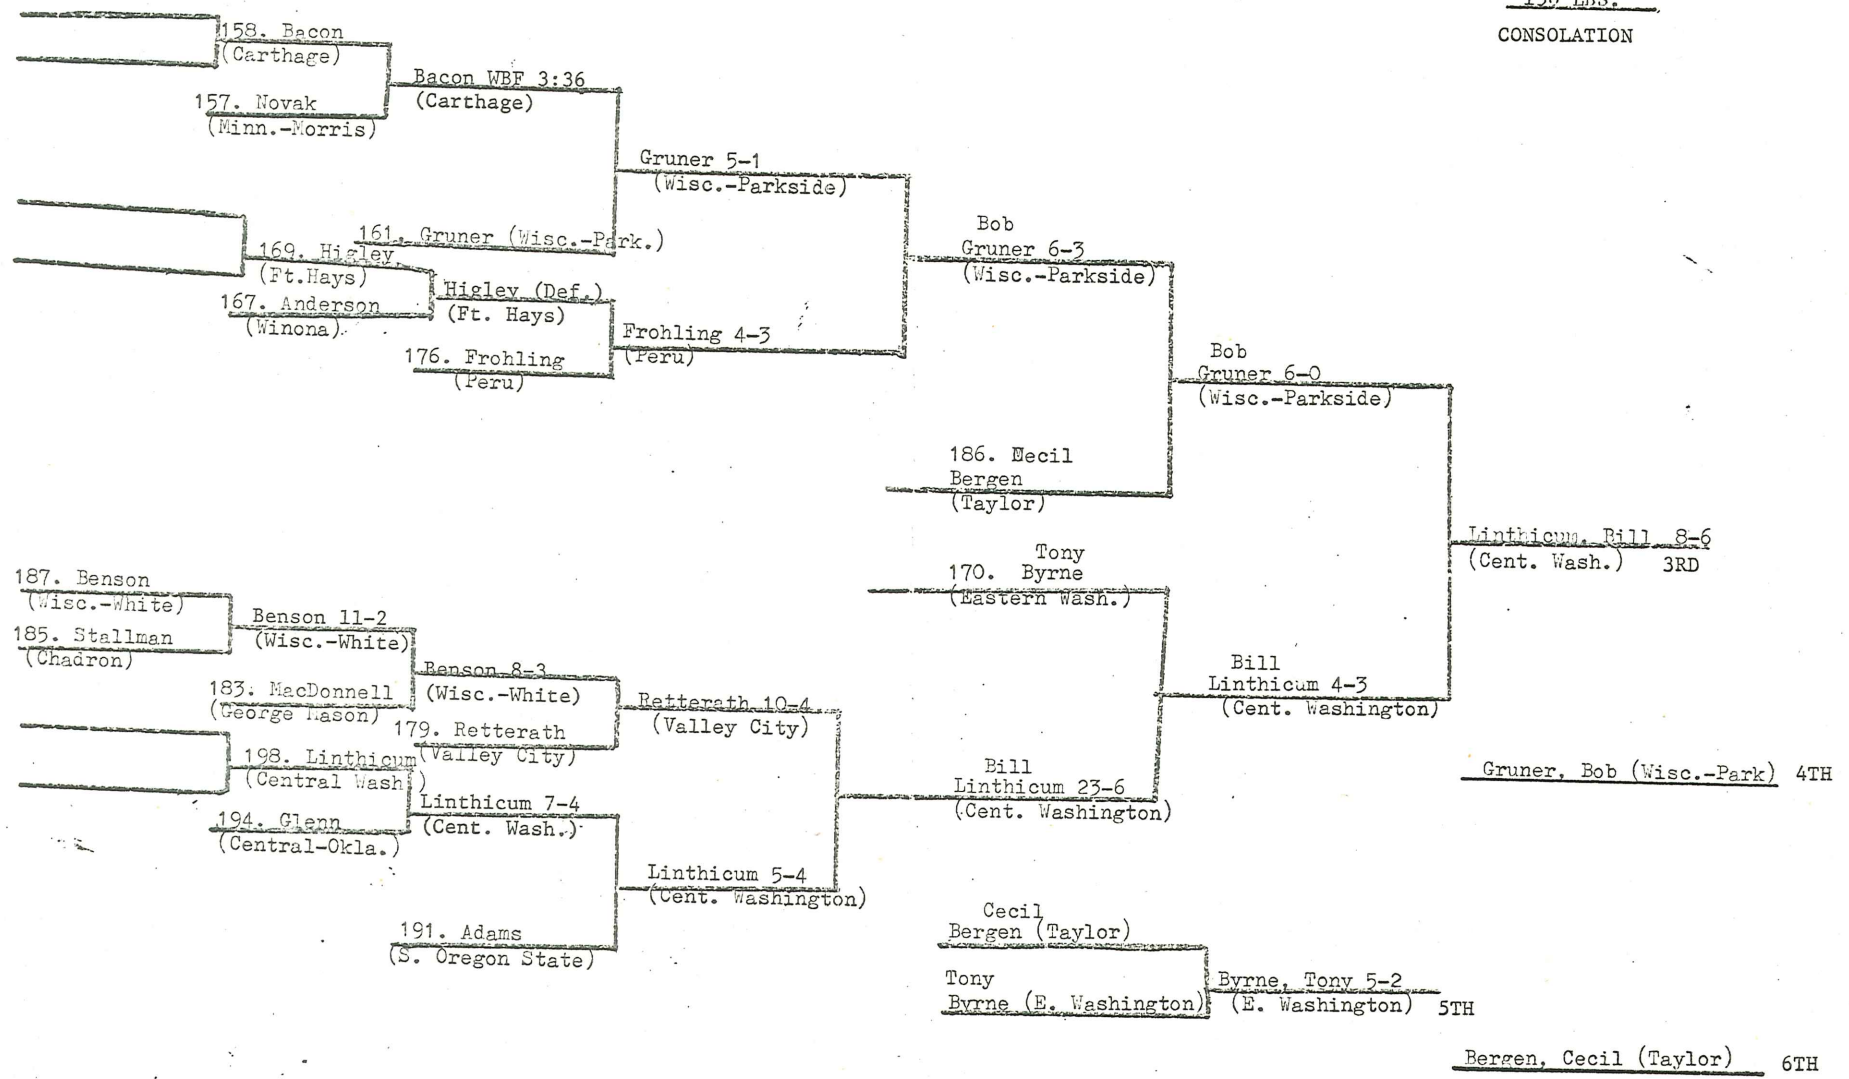 CONSOLATION
158. Bacon
(Carthage)
Bacon WBF 3:36
(Carthage)
157. Novak
(Minn.-Morris)
Gruner 5-1
(Wisc.-Parkside)
161. Gruner (Wisc.-Park.)
169. Higley
(Ft.Hays)
Higley (Def.)
(Ft. Hays)
167. Anderson
(Winona)
Frohling 4-3
(Peru)
176. Frohling
(Peru)
Bob
Gruner 6-3
(Wisc.-Parkside)
Bob
Gruner 6-0
(Wisc.-Parkside)
186.
Bergen
(Taylor)
Linthicum, Bill 8-6
(Cent. Wash.) 3RD
Tony
170. Byrne
(Eastern Wash.)
187. Benson
(Wisc.-White)
Benson 11-2
(Wisc.-White)
185. Stallman
(Chadron)
Benson 8-3
(Wisc.-White)
183. MacDonnell
(George Mason)
Retterath 10-4
(Valley City)
179. Retterath
(Valley City)
198. Linthicum
(Central Wash.)
Linthicum 7-4
(Cent. Wash.)
194. Glenn
(Central-Okla.)
Linthicum 5-4
(Cent. Washington)
191. Adams
(S. Oregon State)
Bill
Linthicum 4-3
(Cent. Washington)
Bill
Linthicum 23-6
(Cent. Washington)
Gruner, Bob (Wisc.-Park) 4TH
Cecil
Bergen (Taylor)
Tony
Byrne (E. Washington)
Byrne, Tony 5-2
(E. Washington) 5TH
Bergen, Cecil (Taylor) 6TH